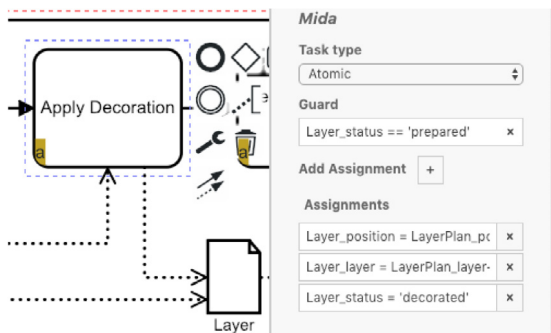 Mida
Task type
Atomic
Guard
Layer_status == 'prepared'
x
Add Assignment
+
Assignments
Layer_position = LayerPlan_pc
x
Layer_layer = LayerPlan_layer-
x
Layer_status = 'decorated'
x
Apply Decoration
a
a
Layer